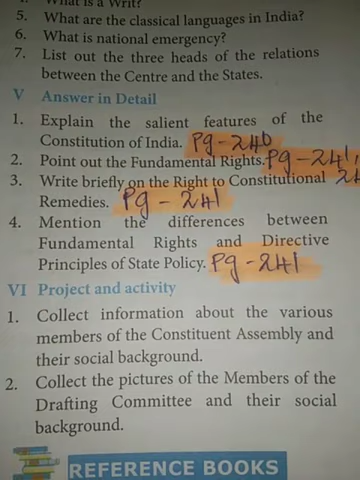 4. What is a Writ?
5. What are the classical languages in India?
6. What is national emergency?
7. List out the three heads of the relations
between the Centre and the States.
V Answer in Detail
1. Explain the salient features of the
Constitution of India. Pg - 240
2. Point out the Fundamental Rights. Pg - 241,
3. Write briefly on the Right to Constitutional
Remedies. Pg - 241
4. Mention the differences between
Fundamental Rights and Directive
Principles of State Policy. Pg - 241
VI Project and activity
1. Collect information about the various
members of the Constituent Assembly and
their social background.
2. Collect the pictures of the Members of the
Drafting Committee and their social
background.
REFERENCE BOOKS